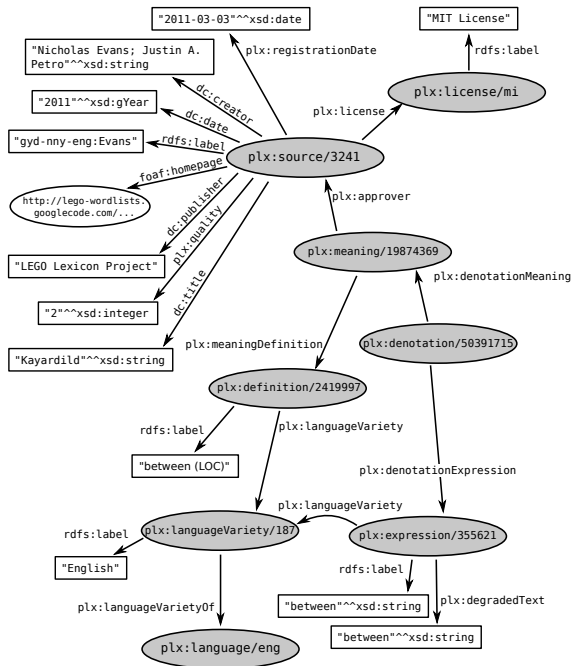 "2011-03-03"^^xsd:date
"MIT License"
plx:registrationDate
rdfs:label
"Nicholas Evans; Justin A.
Petro"^^xsd:string
dc:creator
plx:license/mi
"2011"^^xsd:gYear
dc:date
plx:license
"gyd-nny-eng:Evans"
rdfs:label
plx:source/3241
foaf:homepage
http://lego-wordlists.
googlecode.com/...
plx:approver
dc:publisher
plx:quality
dc:title
"LEGO Lexicon Project"
plx:meaning/19874369
plx:denotationMeaning
"2"^^xsd:integer
"Kayardild"^^xsd:string
plx:meaningDefinition
plx:denotation/50391715
plx:definition/2419997
rdfs:label
plx:languageVariety
"between (LOC)"
plx:denotationExpression
plx:languageVariety
plx:languageVariety/187
plx:expression/355621
rdfs:label
"English"
rdfs:label
plx:languageVarietyOf
"between"^^xsd:string
plx:degradedText
"between"^^xsd:string
plx:language/eng